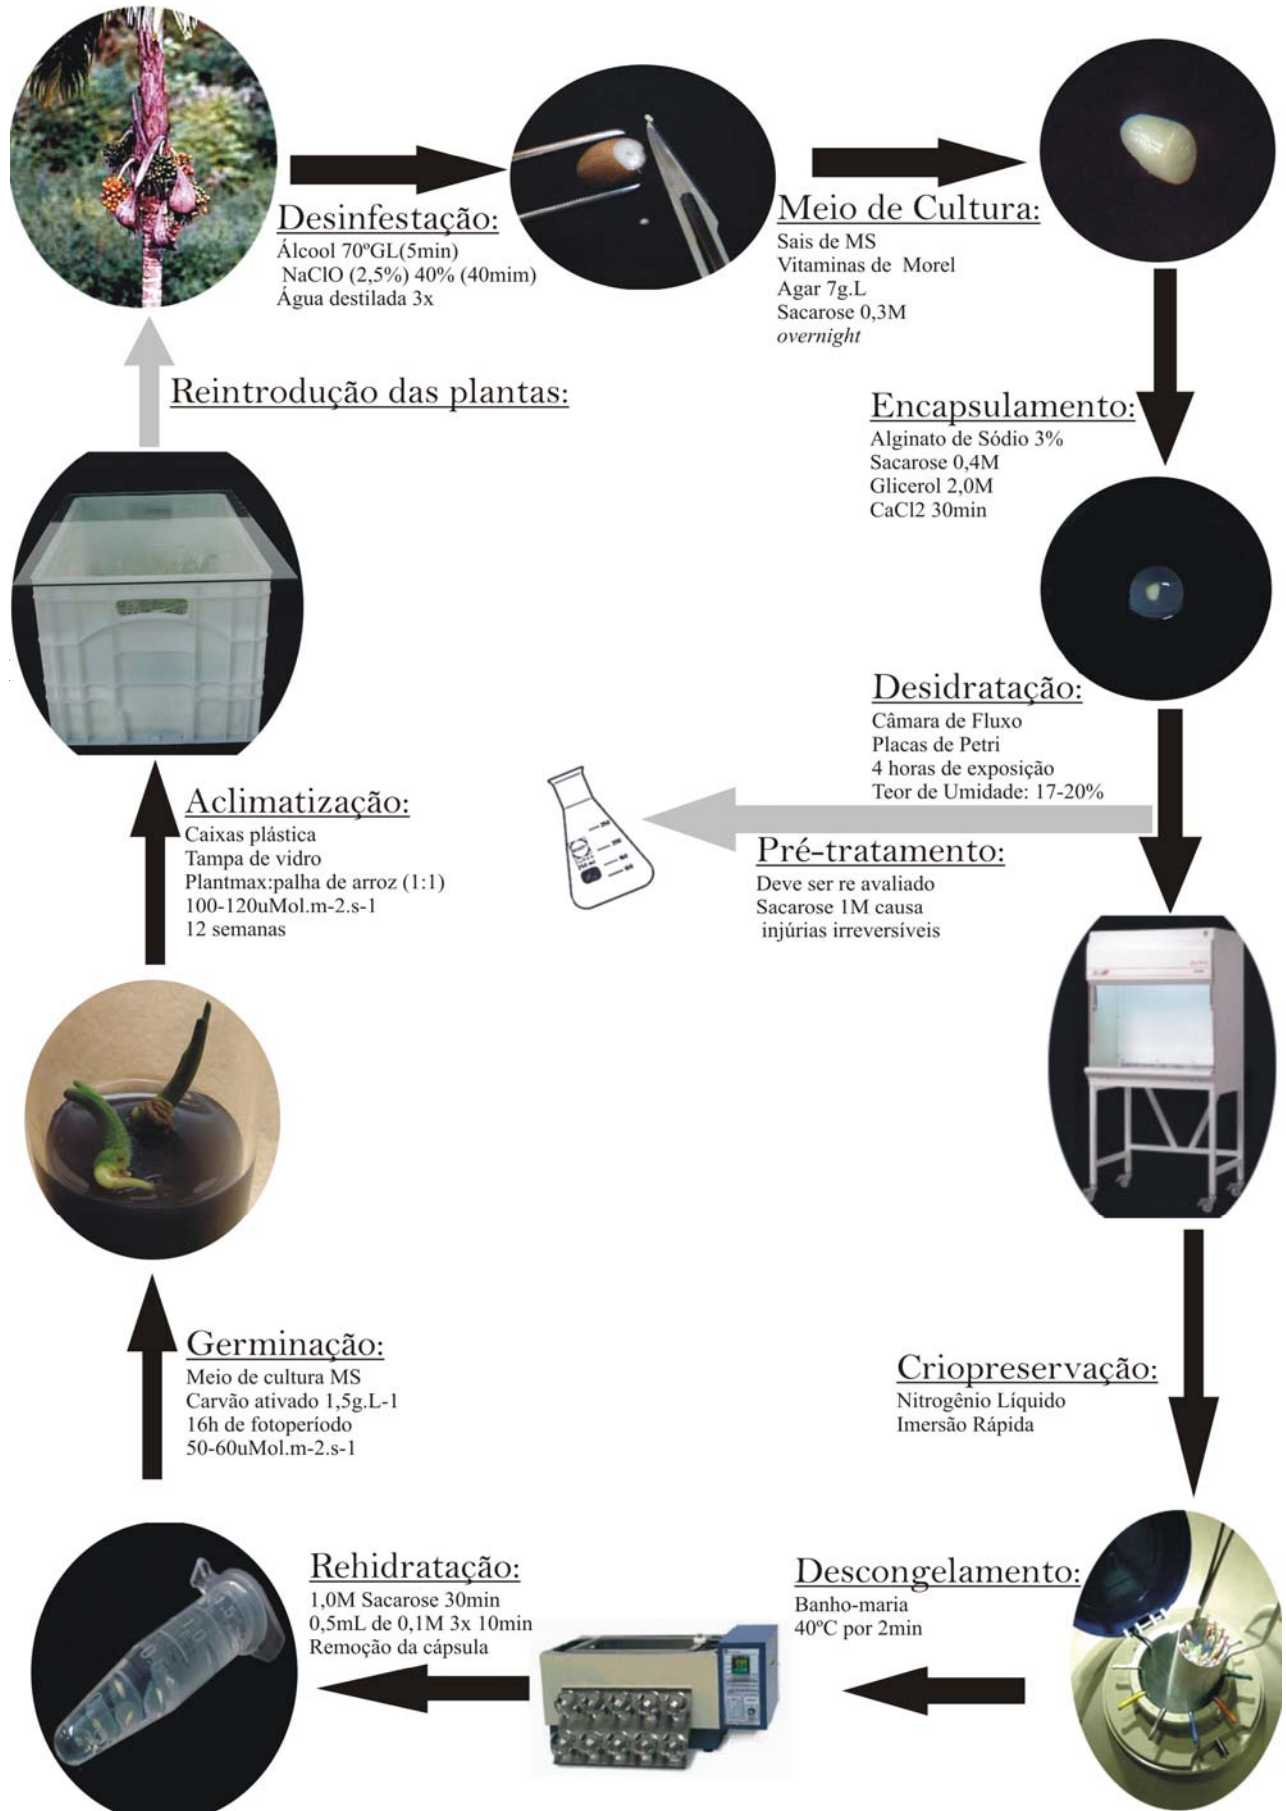 Desinfestação:
Álcool 70ºGL(5min)
NaClO (2,5%) 40% (40mim)
Água destilada 3x
Meio de Cultura:
Sais de MS
Vitaminas de Morel
Agar 7g.L
Sacarose 0,3M
overnight
Reintrodução das plantas:
Encapsulamento:
Alginato de Sódio 3%
Sacarose 0,4M
Glicerol 2,0M
CaCl2 30min
Desidratação:
Câmara de Fluxo
Placas de Petri
4 horas de exposição
Teor de Umidade: 17-20%
Pré-tratamento:
Deve ser re avaliado
Sacarose 1M causa
injúrias irreversíveis
Aclimatização:
Caixas plástica
Tampa de vidro
Plantmax:palha de arroz (1:1)
100-120uMol.m-2.s-1
12 semanas
Germinação:
Meio de cultura MS
Carvão ativado 1,5g.L-1
16h de fotoperíodo
50-60uMol.m-2.s-1
Criopreservação:
Nitrogênio Líquido
Imersão Rápida
Descongelamento:
Banho-maria
40ºC por 2min
Rehidratação:
1,0M Sacarose 30min
0,5mL de 0,1M 3x 10min
Remoção da cápsula